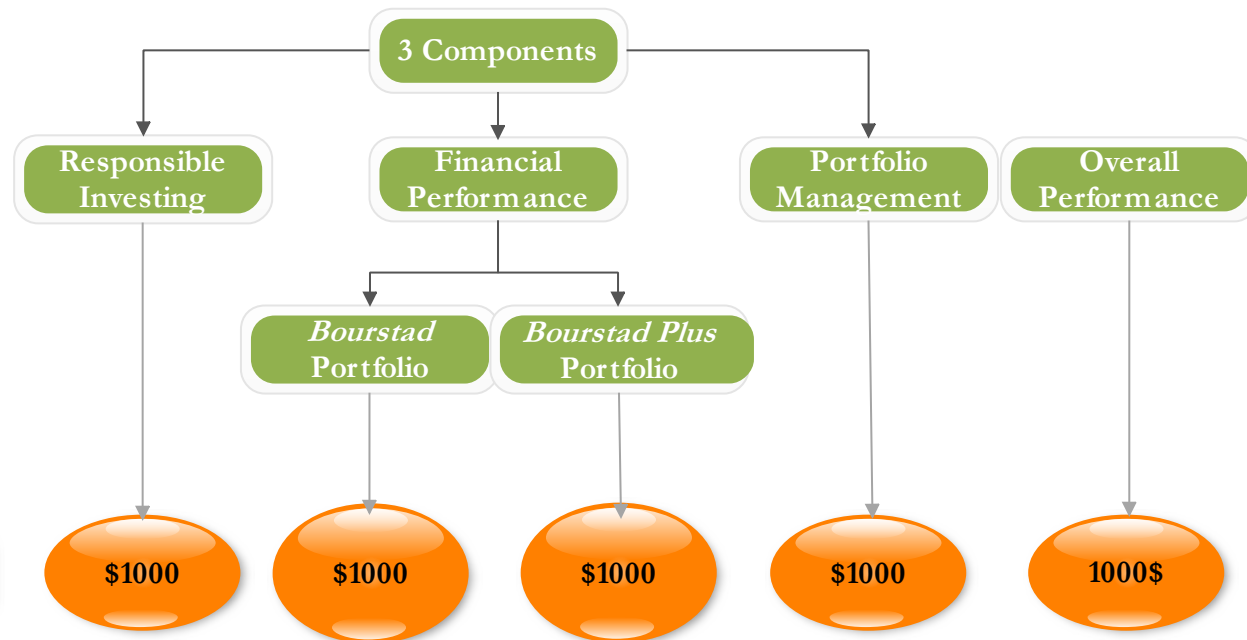 3 Components
Responsible
Investing
Financial
Performance
Portfolio
Management
Overall
Performance
Bourstad
Portfolio
Bourstad Plus
Portfolio
$1000
$1000
$1000
$1000
1000$